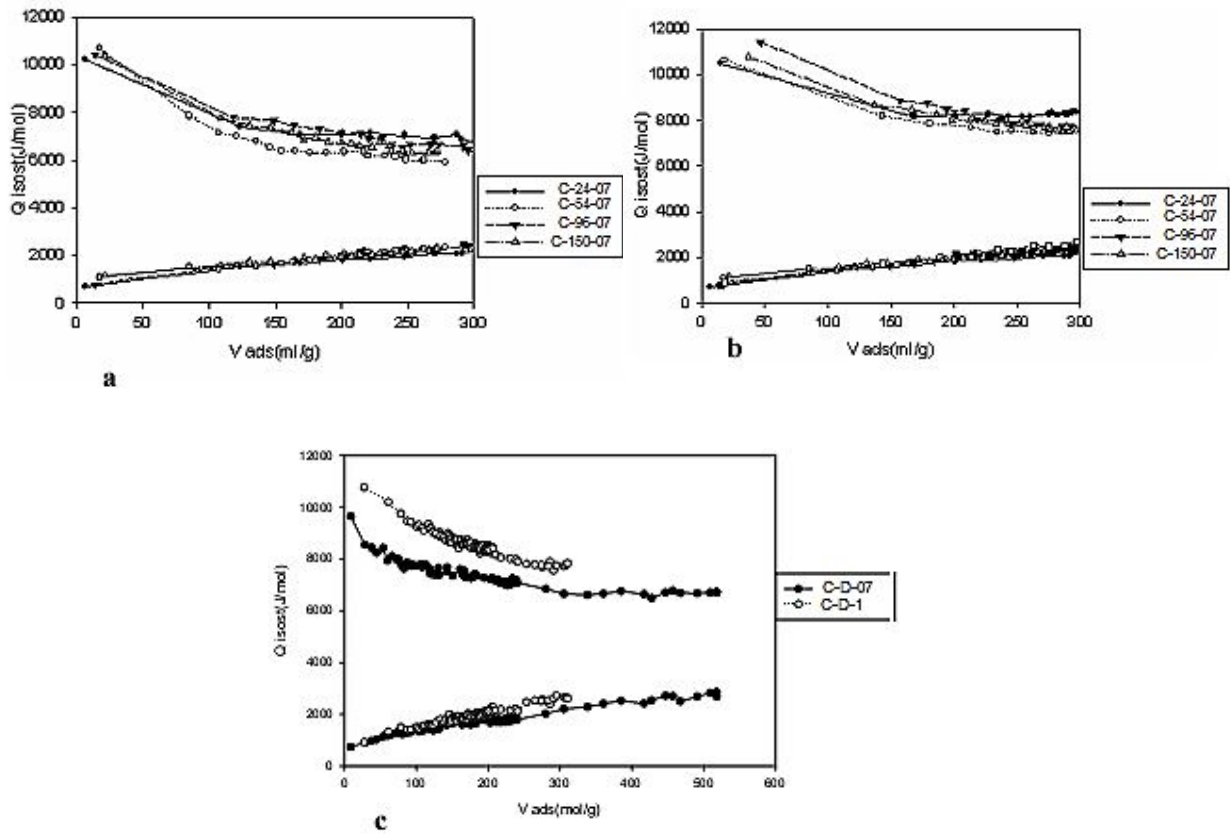 12000
10000
8000
6000
4000
2000
0
Q isost(J/mol)
0 50 100 150 200 250 300
V ads(ml/g)
C-24-07
C-54-07
C-96-07
C-150-07
a
12000
10000
8000
6000
4000
2000
0
Q isost(J/mol)
0 50 100 150 200 250 300
V ads(ml/g)
C-24-07
C-54-07
C-96-07
C-150-07
b
12000
10000
8000
6000
4000
2000
0
Q isost(J/mol)
0 100 200 300 400 500 600
V ads(mol/g)
C-D-07
C-D-1
c